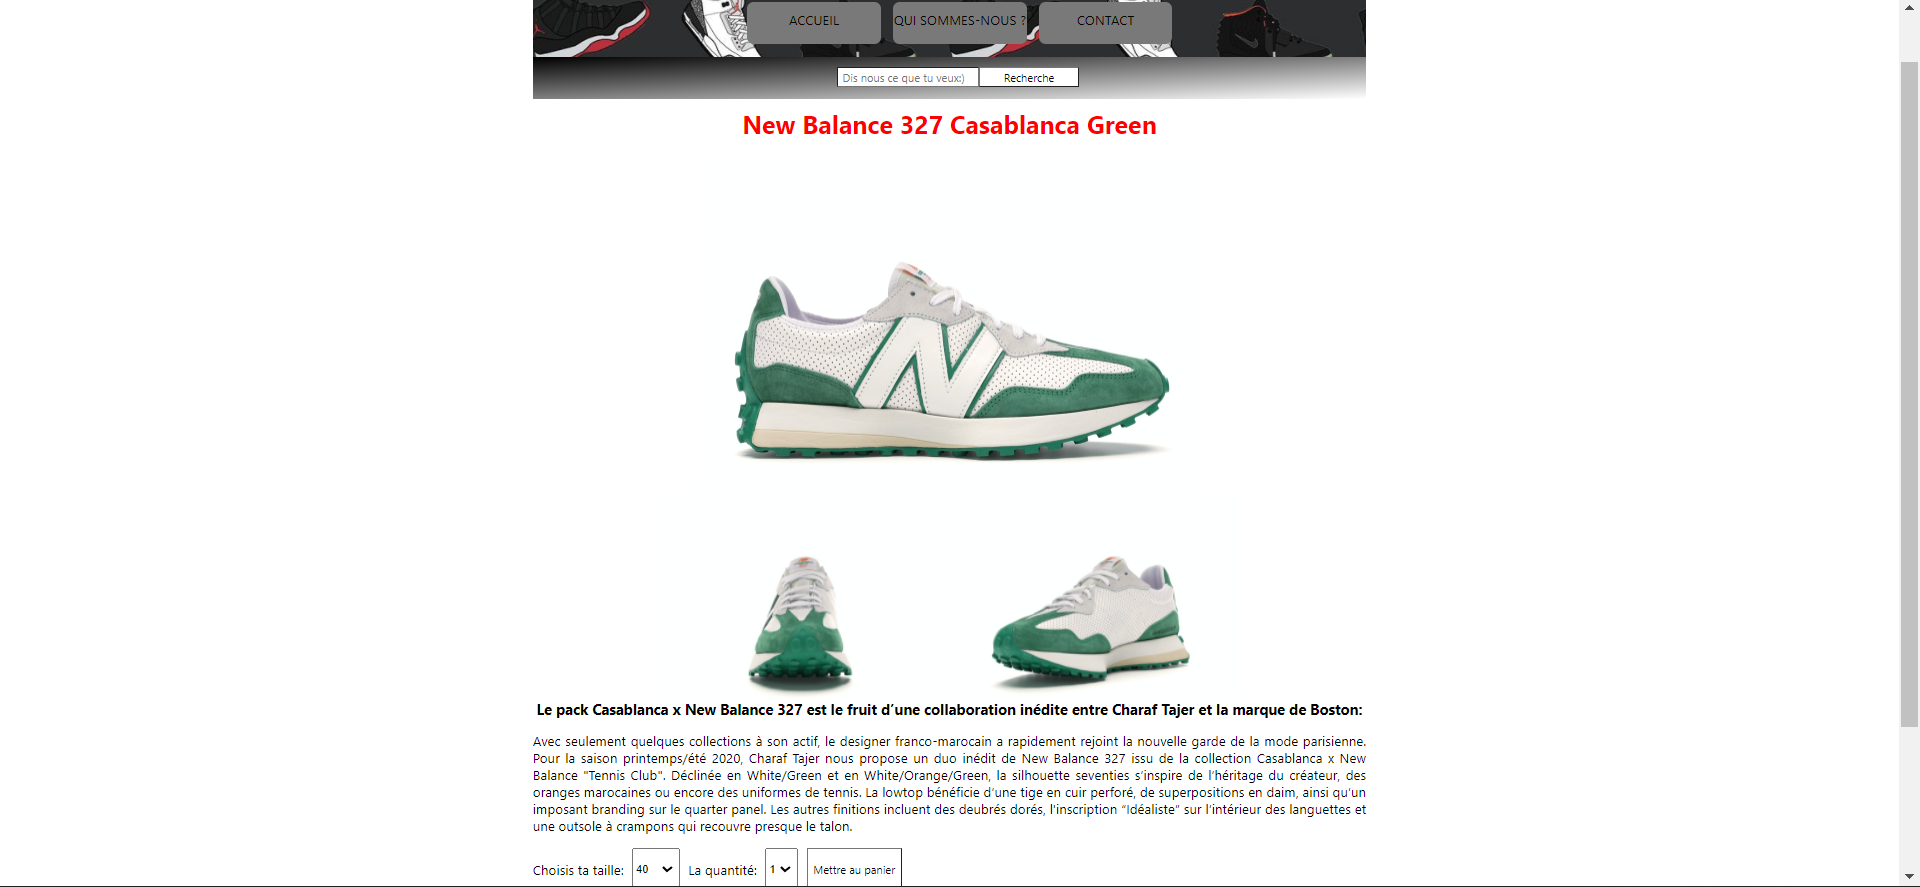 ACCUEIL QUI SOMMES-NOUS ? CONTACT
Dis nous ce que tu veux:) Recherche
New Balance 327 Casablanca Green
N
Le pack Casablanca x New Balance 327 est le fruit d’une collaboration inédite entre Charaf Tajer et la marque de Boston:
Avec seulement quelques collections à son actif, le designer franco-marocain a rapidement rejoint la nouvelle garde de la mode parisienne.
Pour la saison printemps/été 2020, Charaf Tajer nous propose un duo inédit de New Balance 327 issu de la collection Casablanca x New
Balance "Tennis Club". Déclinée en White/Green et en White/Orange/Green, la silhouette seventies s’inspire de l’héritage du créateur, des
oranges marocaines ou encore des uniformes de tennis. La lowtop bénéficie d’une tige en cuir perforé, de superpositions en daim, ainsi qu’un
imposant branding sur le quarter panel. Les autres finitions incluent des deubrés dorés, l'inscription “Idéaliste” sur l’intérieur des languettes et
une outsole à crampons qui recouvre presque le talon.
Choisis ta taille: 40 La quantité: 1 Mettre au panier